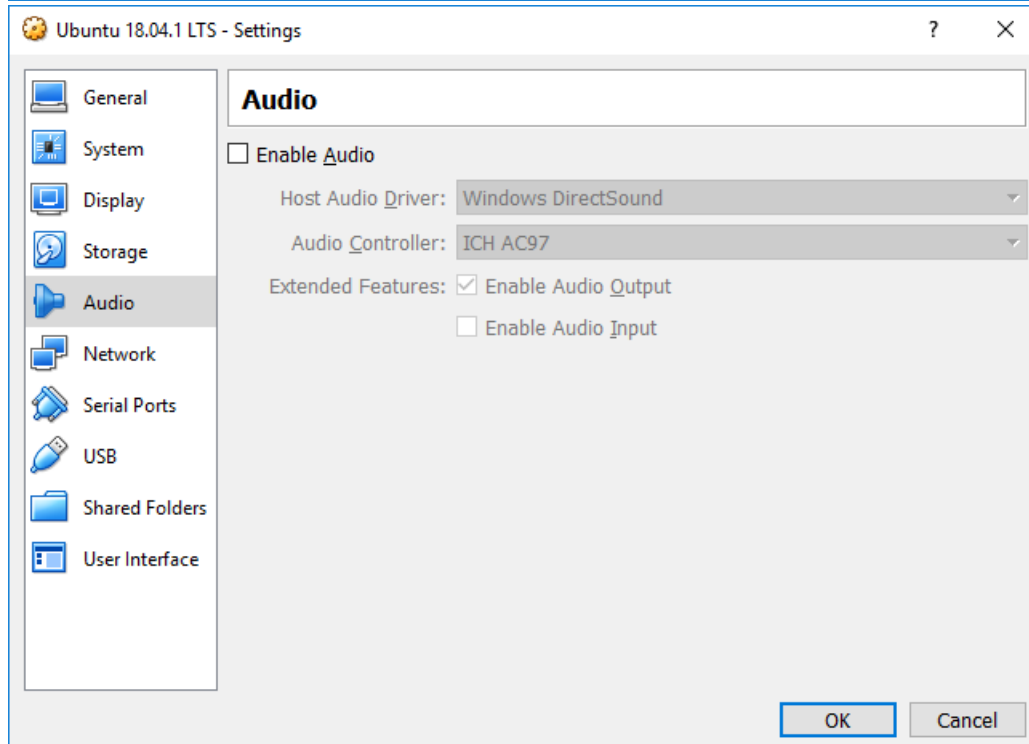 Ubuntu 18.04.1 LTS - Settings
?
General
System
Display
Storage
Audio
Network
Serial Ports
USB
Shared Folders
User Interface
Audio
Enable Audio
Host Audio Driver: Windows DirectSound
Audio Controller: ICH AC97
Extended Features: Enable Audio Output
Enable Audio Input
OK Cancel